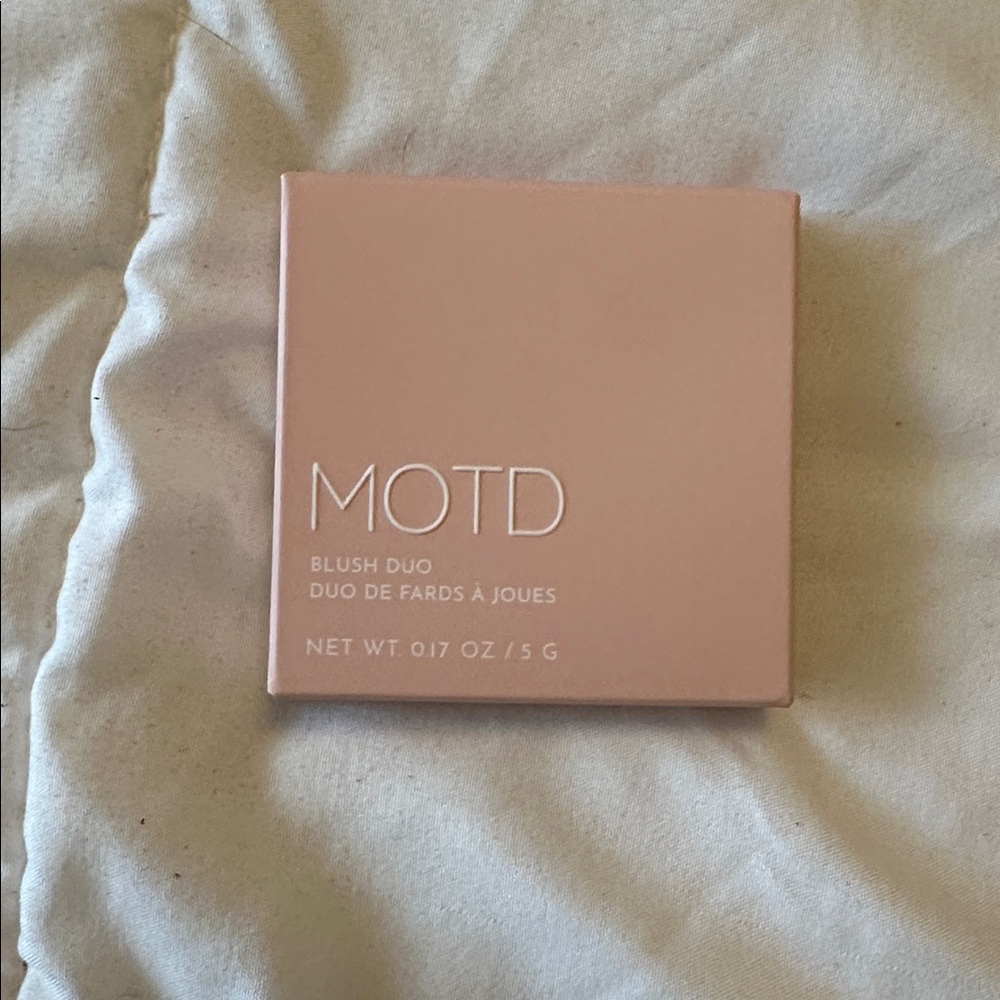 MOTD
BLUSH DUO
DUO DE FARDS À JOUES
NET WT. 0.17 OZ / 5 G